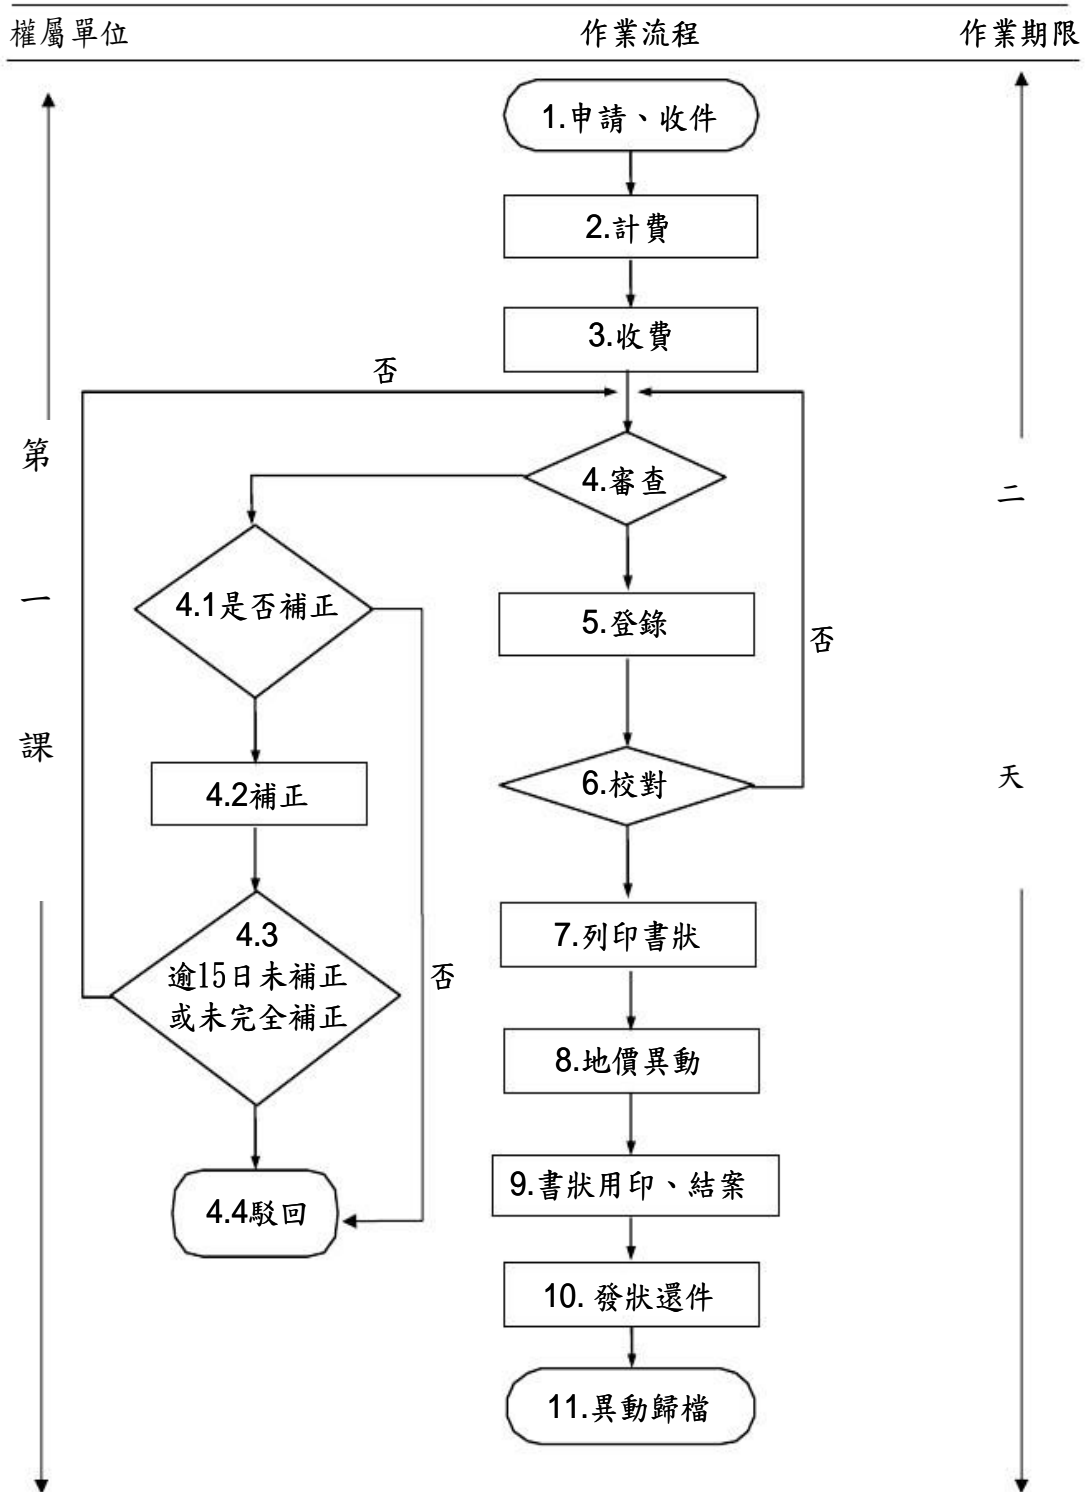 權屬單位 作業流程 作業期限
1.申請、收件
2.計費
3.收費
否
4.審查
第一課
二天
4.1是否補正
5.登錄
否
4.2補正
6.校對
4.3
逾15日未補正
或未完全補正
否
7.列印書狀
8.地價異動
4.4駁回
9.書狀用印、結案
10. 發狀還件
11.異動歸檔